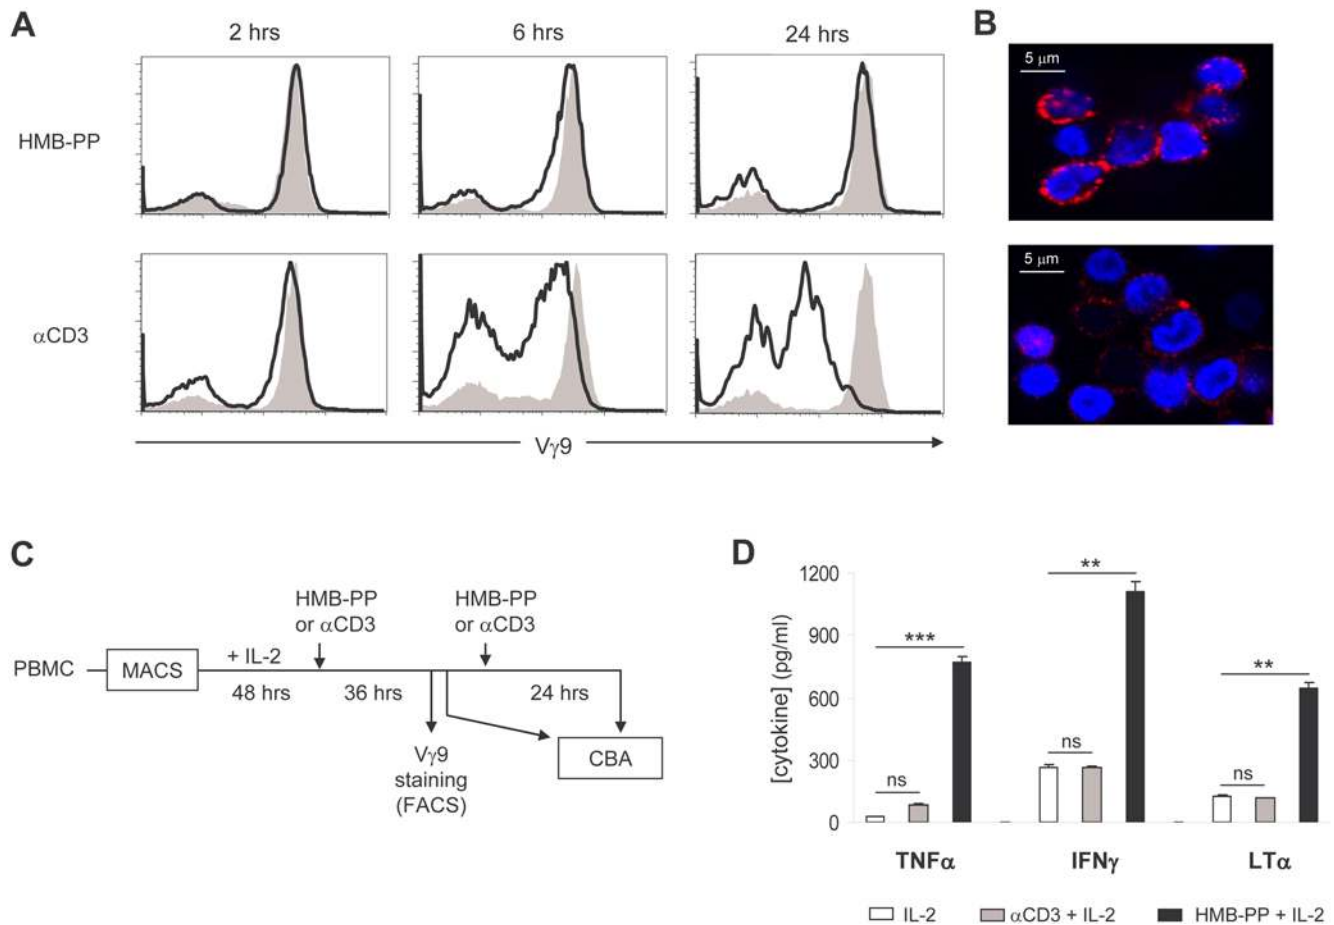 A
2 hrs
6 hrs
24 hrs
HMB-PP
αCD3
Vγ9
B
5 μm
5 μm
C
PBMC
MACS
+ IL-2
48 hrs
HMB-PP
or αCD3
36 hrs
HMB-PP
or αCD3
24 hrs
Vγ9
staining
(FACS)
CBA
D
[cytokine] (pg/ml)
1200
900
600
300
0
***
ns
**
ns
**
ns
TNFα
IFNγ
LTα
IL-2
αCD3 + IL-2
HMB-PP + IL-2